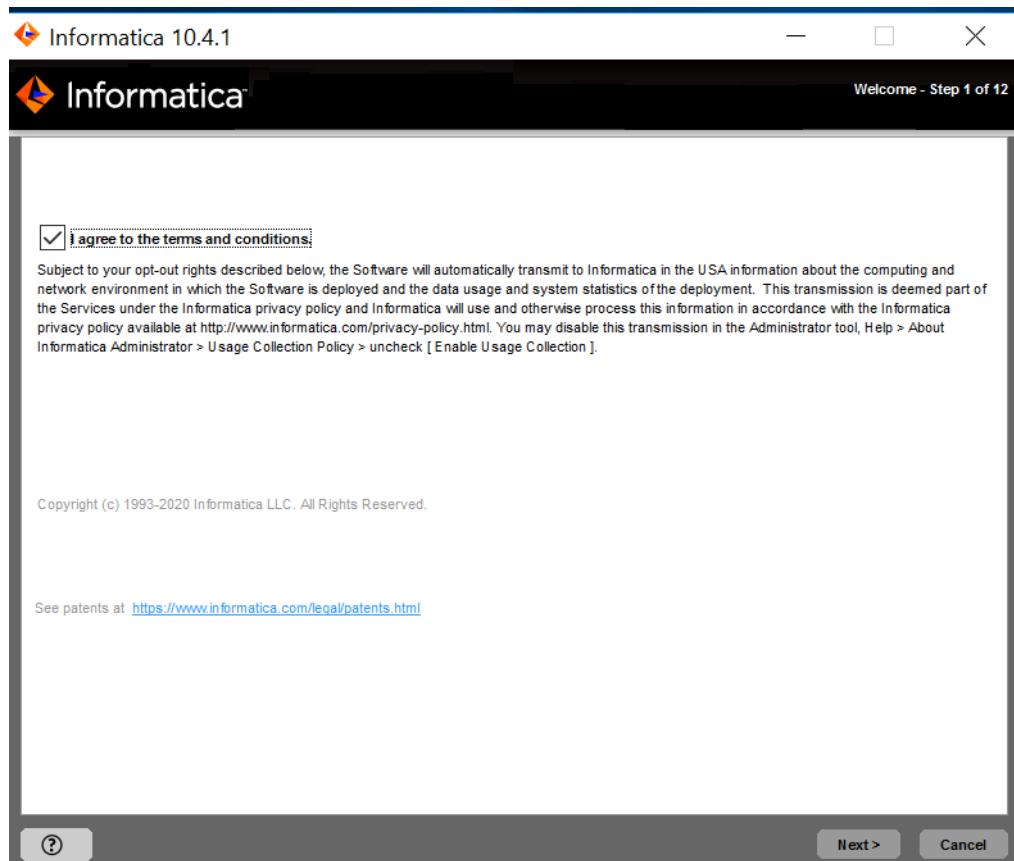 Informatica 10.4.1
Informatica
Welcome - Step 1 of 12
I agree to the terms and conditions.
Subject to your opt-out rights described below, the Software will automatically transmit to Informatica in the USA information about the computing and
network environment in which the Software is deployed and the data usage and system statistics of the deployment.  This transmission is deemed part of
the Services under the Informatica privacy policy and Informatica will use and otherwise process this information in accordance with the Informatica
privacy policy available at http://www.informatica.com/privacy-policy.html. You may disable this transmission in the Administrator tool, Help > About
Informatica Administrator > Usage Collection Policy > uncheck [ Enable Usage Collection ].
Copyright (c) 1993-2020 Informatica LLC. All Rights Reserved.
See patents at https://www.informatica.com/legal/patents.html
?
Next >
Cancel